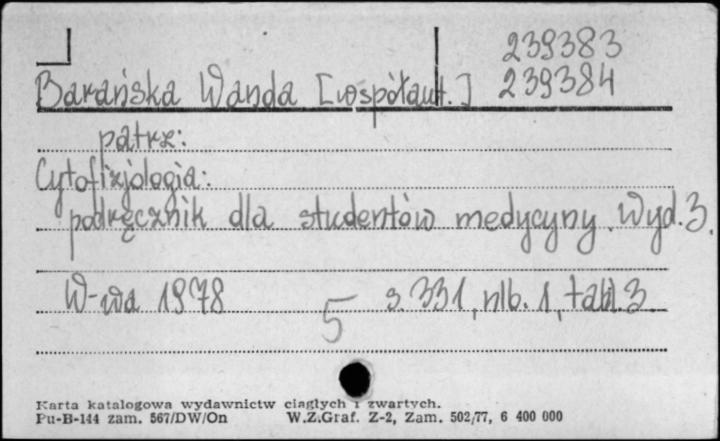 239383
Barańska Wanda [współaut.] 239384
patrz:
Cytofizjologia:
podręcznik dla studentów medycyny. Wyd. 3.
W-wa 1978 5 s. 331, nlb. 1, tabl. 3
Karta katalogowa wydawnictw ciągłych i zwartych.
Pu-B-144 zam. 567/DW/On W.Z.Graf. Z-2, Zam. 502/77, 6 400 000